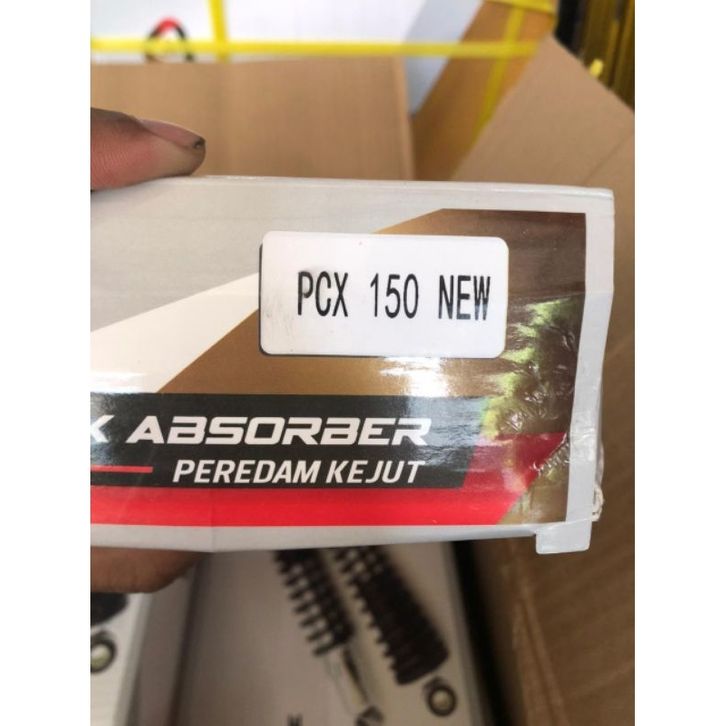 PCX 150 NEW
ABSORBER
PEREDAM KEJUT